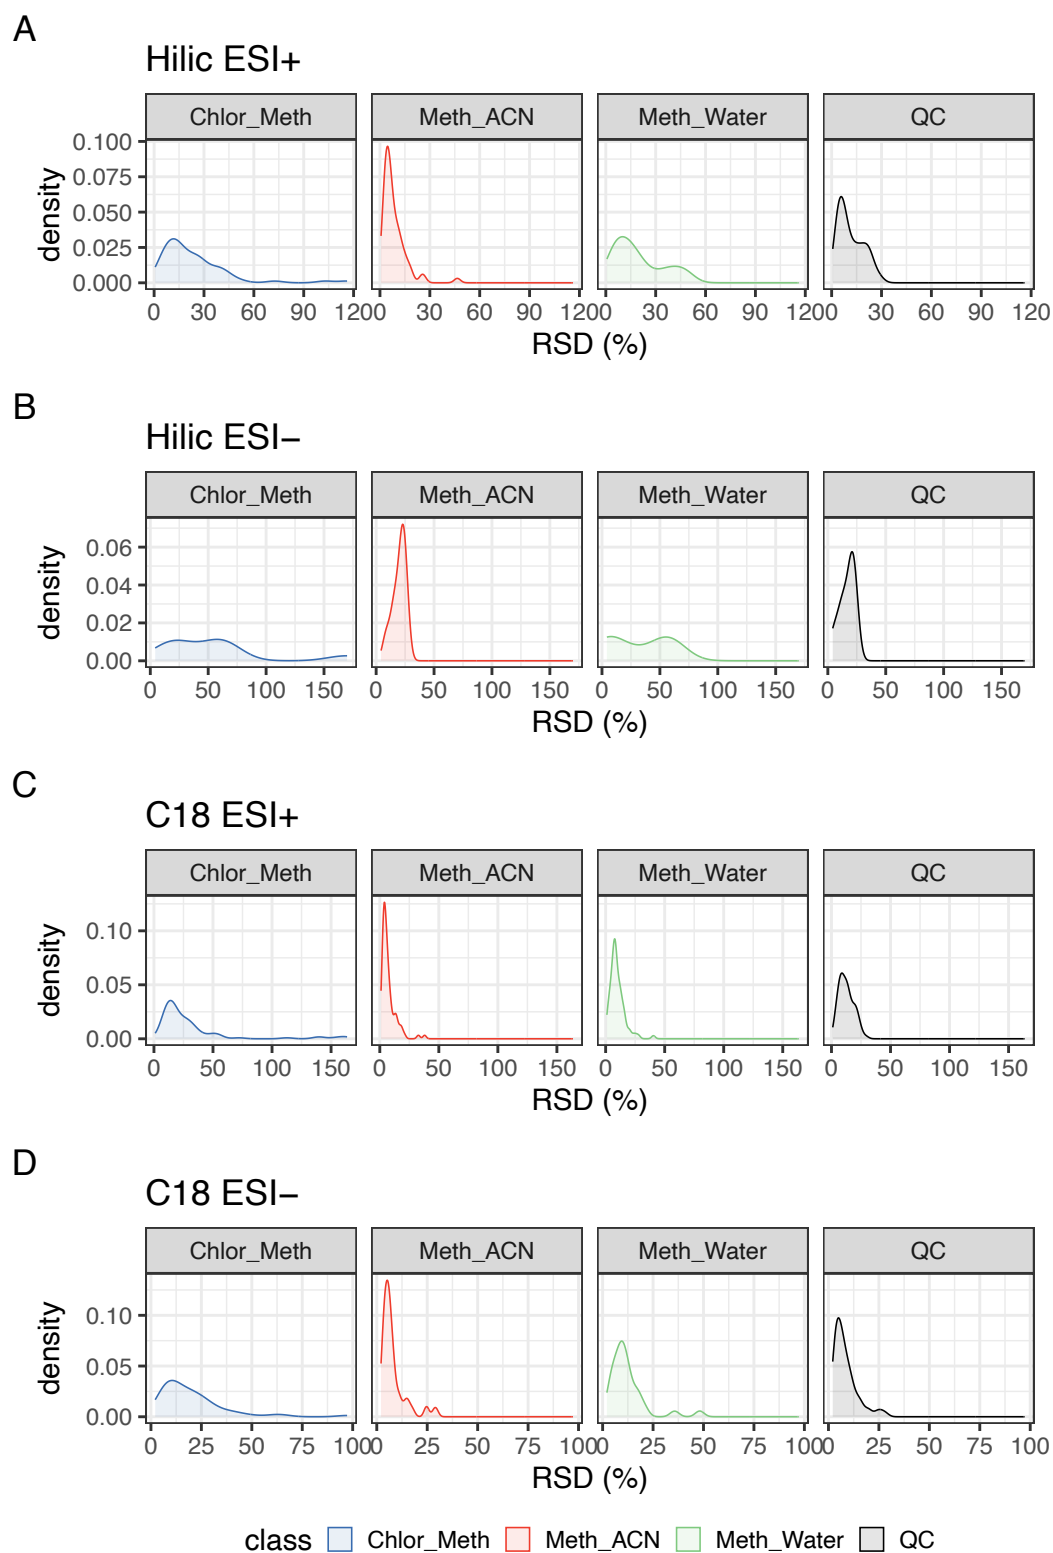 A
Hilic ESI+
Chlor_Meth Meth_ACN Meth_Water QC
density
0.100
0.075
0.050
0.025
0.000
0 30 60 90 120 0 30 60 90 120 0 30 60 90 120 0 30 60 90 120
RSD (%)
B
Hilic ESI−
Chlor_Meth Meth_ACN Meth_Water QC
density
0.06
0.04
0.02
0.00
0 50 100 150 0 50 100 150 0 50 100 150 0 50 100 150
RSD (%)
C
C18 ESI+
Chlor_Meth Meth_ACN Meth_Water QC
density
0.10
0.05
0.00
0 50 100 150 0 50 100 150 0 50 100 150 0 50 100 150
RSD (%)
D
C18 ESI−
Chlor_Meth Meth_ACN Meth_Water QC
density
0.10
0.05
0.00
0 25 50 75 100 0 25 50 75 100 0 25 50 75 100 0 25 50 75 100
RSD (%)
class Chlor_Meth Meth_ACN Meth_Water QC